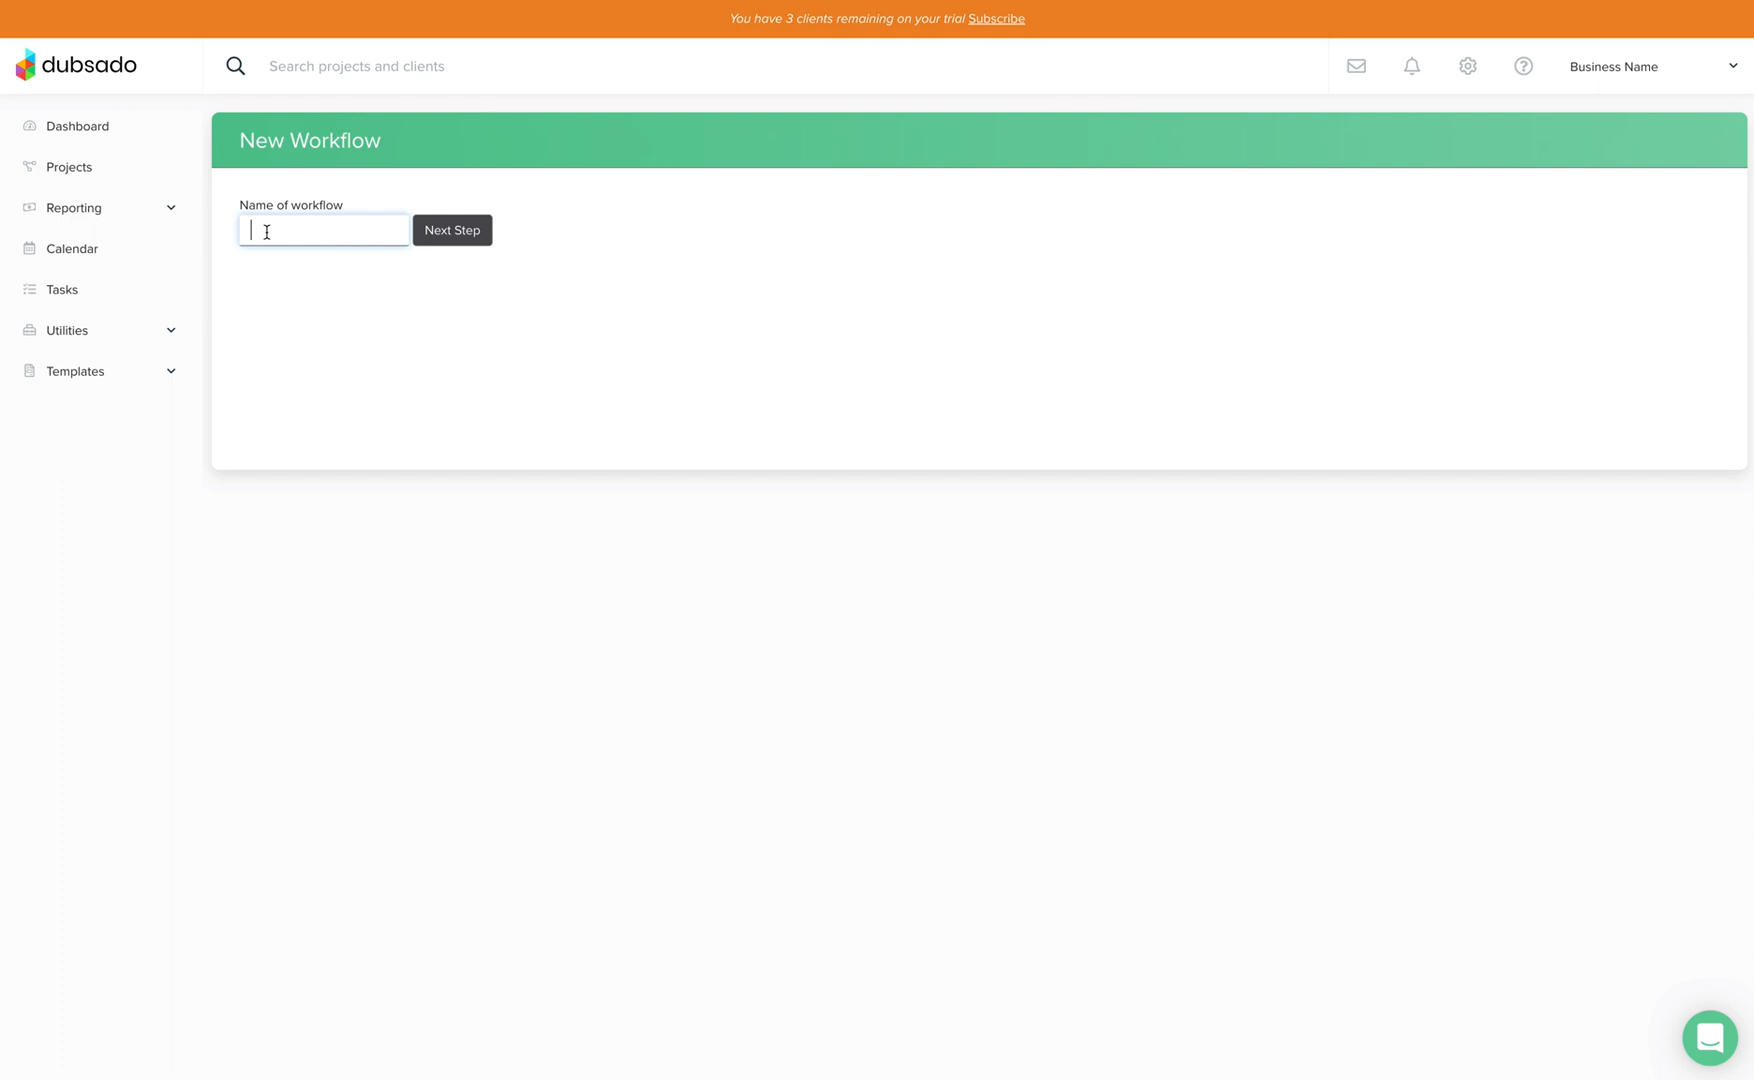 You have 3 clients remaining on your trial Subscribe
dubsado
Search projects and clients
Business Name
Dashboard
Projects
Reporting
Calendar
Tasks
Utilities
Templates
New Workflow
Name of workflow
Next Step